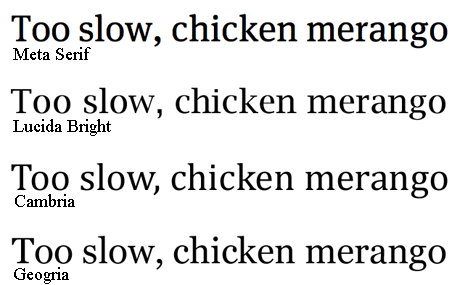 Too slow, chicken merango
Meta Serif
Too slow, chicken merango
Lucida Bright
Too slow, chicken merango
Cambria
Too slow, chicken merango
Geogria